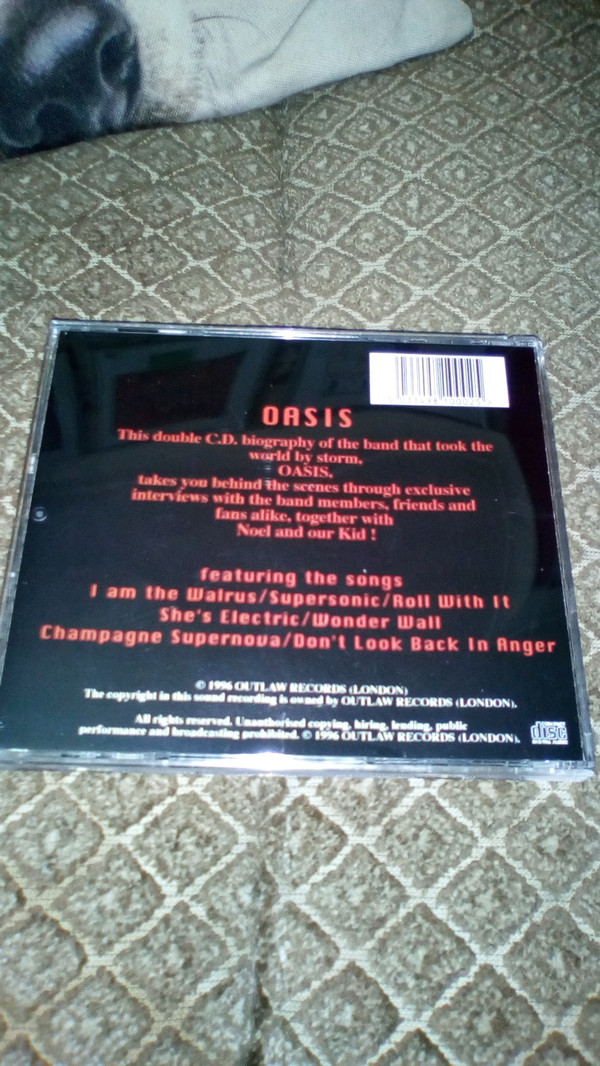 OASIS
This double C.D. biography of the band that took the
world by storm,
OASIS,
takes you behind the scenes through exclusive
interviews with the band members, friends and
fans alike, together with
Noel and our Kid !
featuring the songs
I am the Walrus/Supersonic/Roll With It
She's Electric/Wonder Wall
Champagne Supernova/Don't Look Back In Anger
© 1996 OUTLAW RECORDS (LONDON)
The copyright in this sound recording is owned by OUTLAW RECORDS (LONDON).
All rights reserved. Unauthorised copying, hiring, lending, public
performance and broadcasting prohibited. © 1996 OUTLAW RECORDS (LONDON).
disc